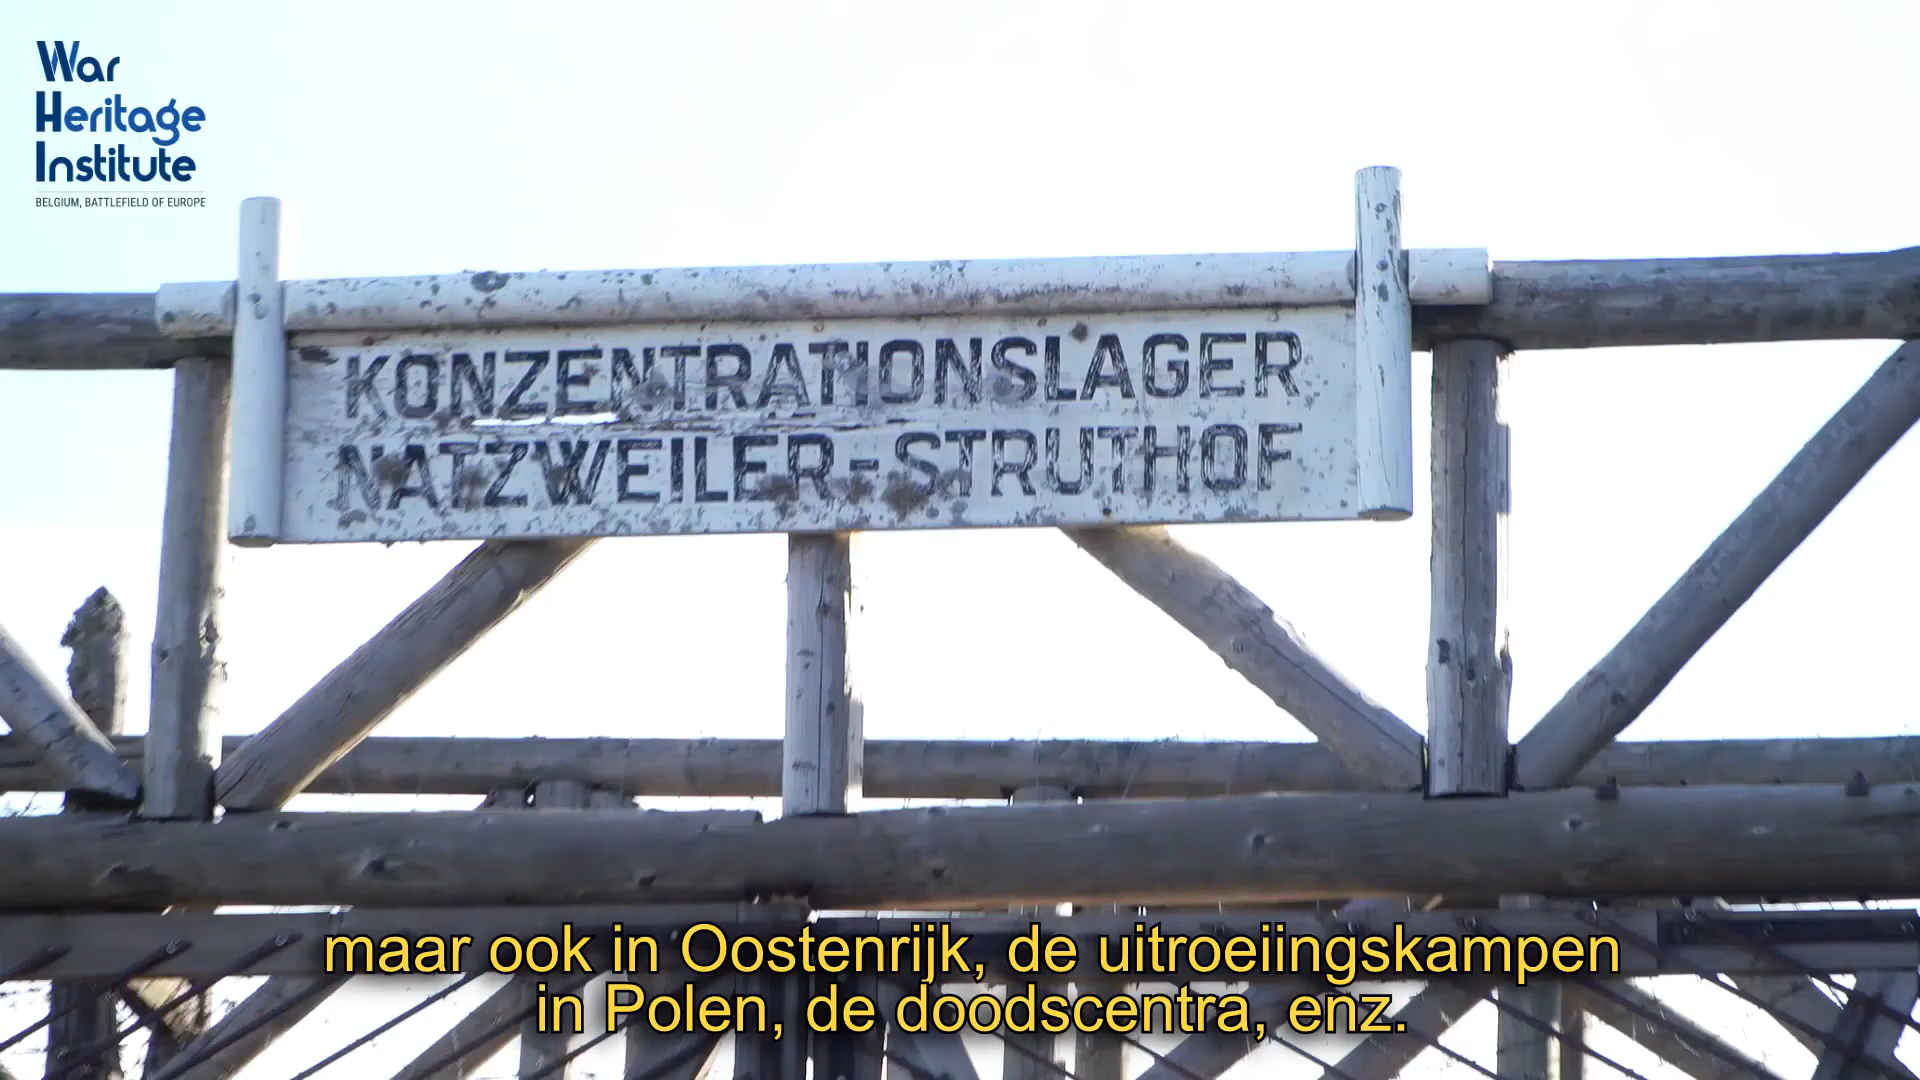 War
Heritage
Institute
BELGIUM, BATTLEFIELD OF EUROPE
KONZENTRATIONSLAGER
NATZWEILER-STRUTHOF
maar ook in Oostenrijk, de uitroeiingskampen
in Polen, de doodscentra, enz.